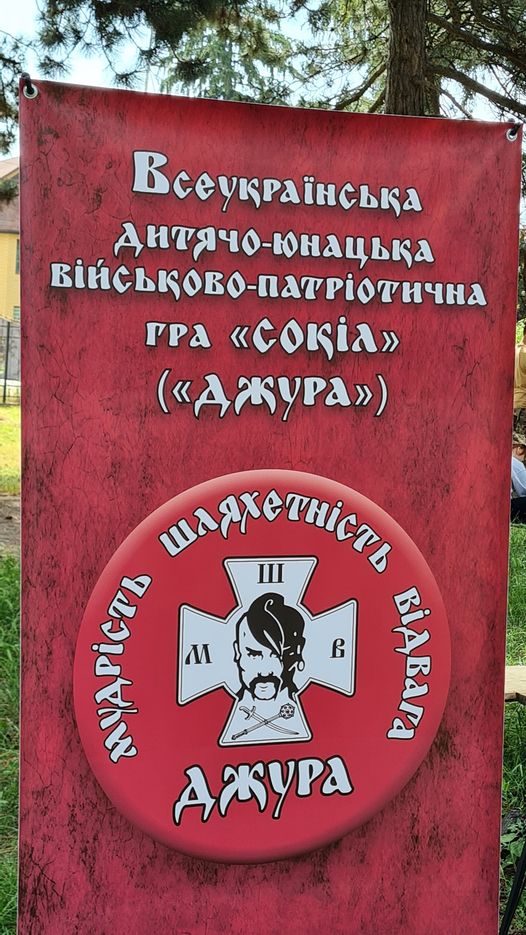 Всеукраїнська
дитячо-юнацька
військово-патріотична
гра «Сокіл»
(«Джура»)
мудрість шляхетність відвага
Ш
М В
джура